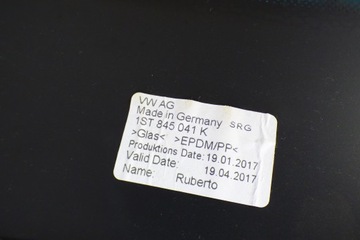 VW AG
Made in Germany SRG
1ST 845 041 K
>Glas< >EPDM/PP<
Produktions Date: 19.01.2017
Valid Date: 19.04.2017
Name: Ruberto